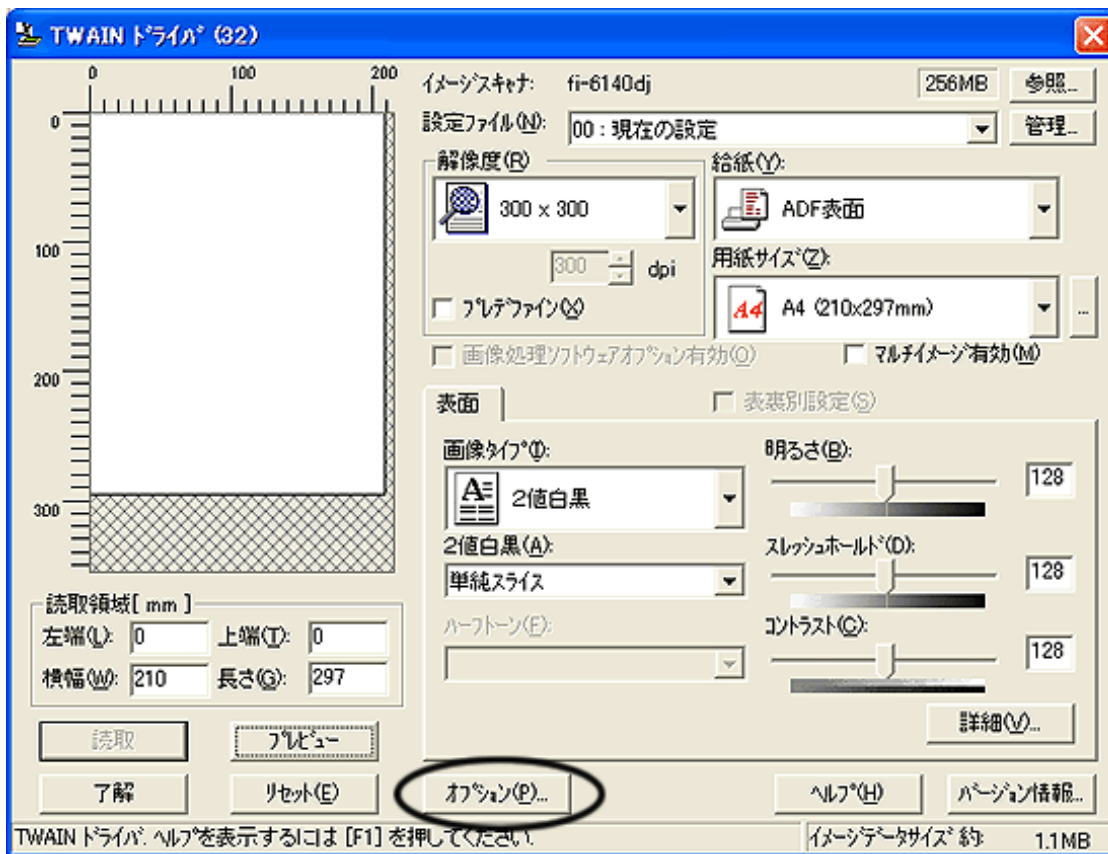 TWAIN ﾄﾞﾗｲﾊﾞ (32)
0 100 200
0
100
200
300
ｲﾒｰｼﾞｽｷｬﾅ: fi-6140dj 256MB 参照...
設定ﾌｧｲﾙ(N): 00 : 現在の設定 管理...
解像度(R)
300 x 300
300 dpi
ﾌﾟﾚﾃﾞﾌｧｲﾝ(X)
給紙(Y):
ADF表面
用紙ｻｲｽﾞ(Z):
A4 A4 (210x297mm) ...
画像処理ｿﾌﾄｳｪｱｵﾌﾟｼｮﾝ有効(O) ﾏﾙﾁｲﾒｰｼﾞ有効(M)
表面 表裏別設定(S)
画像ﾀｲﾌﾟ(I):
A 2値白黒
2値白黒(A):
単純ｽﾗｲｽ
ﾊｰﾌﾄｰﾝ(F):
明るさ(B):
128
ｽﾚｯｼｭﾎｰﾙﾄﾞ(D):
128
ｺﾝﾄﾗｽﾄ(C):
128
詳細(V)...
読取領域[ mm ]
左端(L): 0 上端(T): 0
横幅(W): 210 長さ(G): 297
読取 ﾌﾟﾚﾋﾞｭｰ
了解 ﾘｾｯﾄ(E) ｵﾌﾟｼｮﾝ(P)... ﾍﾙﾌﾟ(H) ﾊﾞｰｼﾞｮﾝ情報...
TWAIN ﾄﾞﾗｲﾊﾞ. ﾍﾙﾌﾟを表示するには [F1] を押してください. ｲﾒｰｼﾞﾃﾞｰﾀｻｲｽﾞ 約: 1.1MB